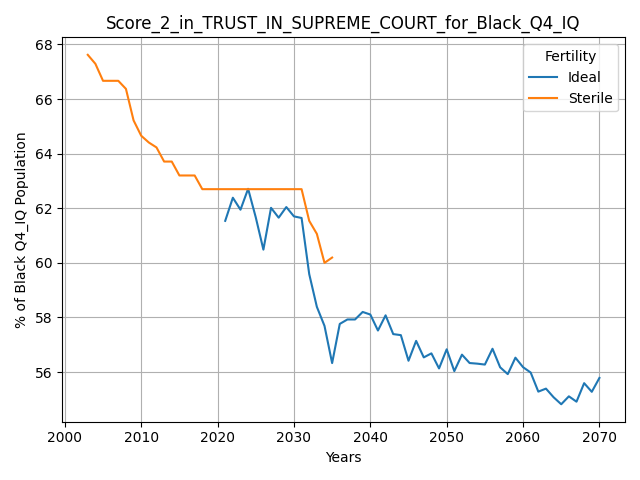 Score_2_in_TRUST_IN_SUPREME_COURT_for_Black_Q4_IQ
Fertility
Ideal
Sterile
% of Black Q4_IQ Population
68
66
64
62
60
58
56
2000 2010 2020 2030 2040 2050 2060 2070
Years